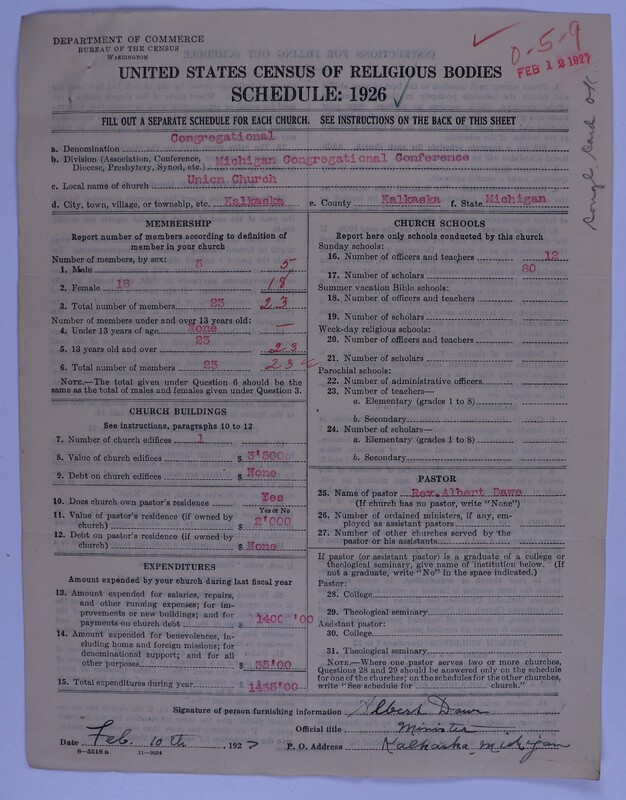 DEPARTMENT OF COMMERCE
BUREAU OF THE CENSUS
WASHINGTON
0-5-9
FEB 12 1927
UNITED STATES CENSUS OF RELIGIOUS BODIES
SCHEDULE: 1926
FILL OUT A SEPARATE SCHEDULE FOR EACH CHURCH. SEE INSTRUCTIONS ON THE BACK OF THIS SHEET
a. Denomination Congregational
b. Division (Association, Conference, Diocese, Presbytery, Synod, etc.) Michigan Congregational Conference
c. Local name of church Union Church
d. City, town, village, or township, etc. Kalkaska e. County Kalkaska f. State Michigan
MEMBERSHIP
Report number of members according to definition of
member in your church
Number of members, by sex:
1. Male 5 5
2. Female 18 18
3. Total number of members 23 23
Number of members under and over 13 years old:
4. Under 13 years of age None —
5. 13 years old and over 23 23
6. Total number of members 23 23
NOTE.—The total given under Question 6 should be the
same as the total of males and females given under Question 3.
CHURCH BUILDINGS
See instructions, paragraphs 10 to 12
7. Number of church edifices 1
8. Value of church edifices $ 3'500
9. Debt on church edifices $ None
10. Does church own pastor's residence Yes
Yes or No
11. Value of pastor's residence (if owned by
church) $ 2'000
12. Debt on pastor's residence (if owned by
church) $ None
EXPENDITURES
Amount expended by your church during last fiscal year
13. Amount expended for salaries, repairs,
and other running expenses; for im-
provements or new buildings; and for
payments on church debt $ 1400'00
14. Amount expended for benevolences, in-
cluding home and foreign missions; for
denominational support; and for all
other purposes $ 35'00
15. Total expenditures during year $ 1435'00
CHURCH SCHOOLS
Report here only schools conducted by this church
Sunday schools:
16. Number of officers and teachers 12
17. Number of scholars 80
Summer vacation Bible schools:
18. Number of officers and teachers
19. Number of scholars
Week-day religious schools:
20. Number of officers and teachers
21. Number of scholars
Parochial schools:
22. Number of administrative officers
23. Number of teachers—
a. Elementary (grades 1 to 8)
b. Secondary
24. Number of scholars—
a. Elementary (grades 1 to 8)
b. Secondary
PASTOR
25. Name of pastor Rev. Albert Dawe
(If church has no pastor, write "None")
26. Number of ordained ministers, if any, em-
ployed as assistant pastors
27. Number of other churches served by the
pastor or his assistants
If pastor (or assistant pastor) is a graduate of a college or
theological seminary, give name of institution below. (If
not a graduate, write "No" in the space indicated.)
Pastor:
28. College
29. Theological seminary
Assistant pastor:
30. College
31. Theological seminary
NOTE.—Where one pastor serves two or more churches,
Questions 28 and 29 should be answered only on the schedule
for one of the churches; on the schedules for the other churches,
write "See schedule for church."
Signature of person furnishing information Albert Dawe
Official title Minister
Date Feb. 10th, 1927 P. O. Address Kalkaska Michigan
8-5518 a 11-9034